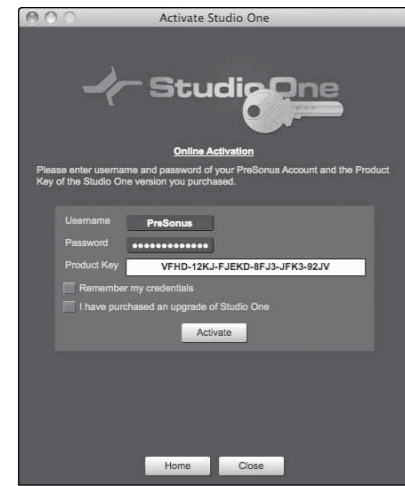 Activate Studio One
Studio One
Online Activation
Please enter username and password of your PreSonus Account and the Product
Key of the Studio One version you purchased.
Username PreSonus
Password •••••••••••••
Product Key VFHD-12KJ-FJEKD-8FJ3-JFK3-92JV
Remember my credentials
I have purchased an upgrade of Studio One
Activate
Home Close